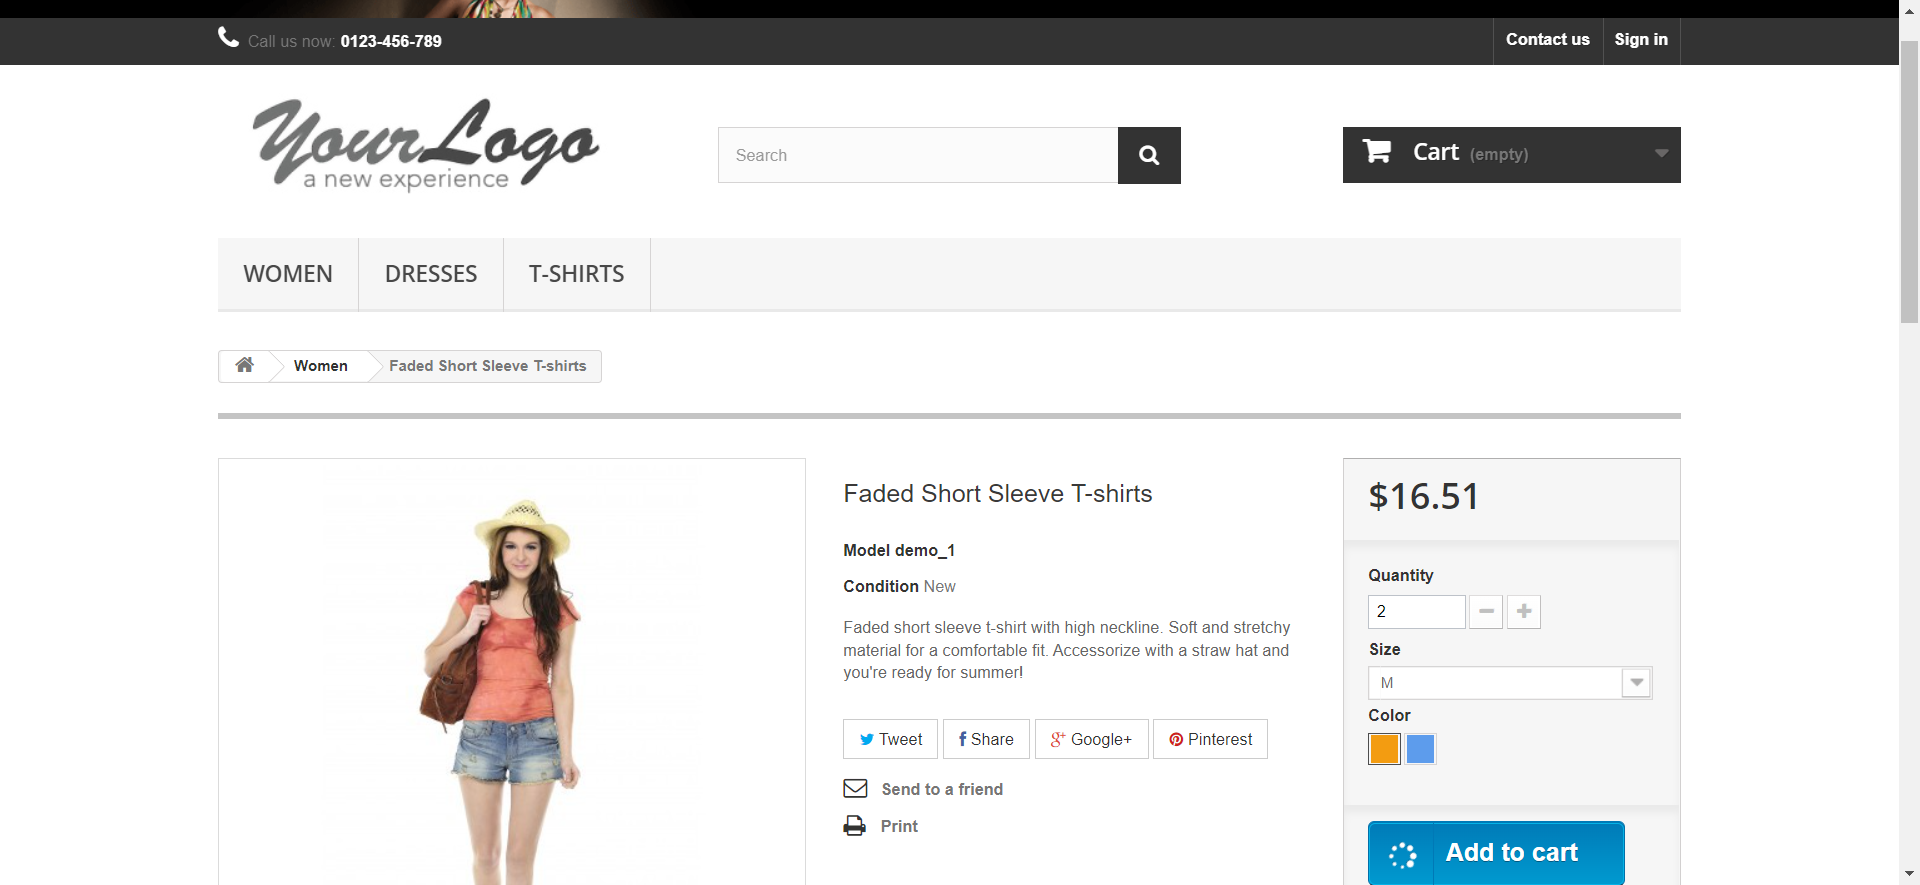 Call us now: 0123-456-789
Contact us
Sign in
YourLogo
a new experience
Search
Cart (empty)
WOMEN
DRESSES
T-SHIRTS
Women
Faded Short Sleeve T-shirts
Faded Short Sleeve T-shirts
Model demo_1
Condition New
Faded short sleeve t-shirt with high neckline. Soft and stretchy
material for a comfortable fit. Accessorize with a straw hat and
you're ready for summer!
Tweet
Share
Google+
Pinterest
Send to a friend
Print
$16.51
Quantity
2
Size
M
Color
Add to cart